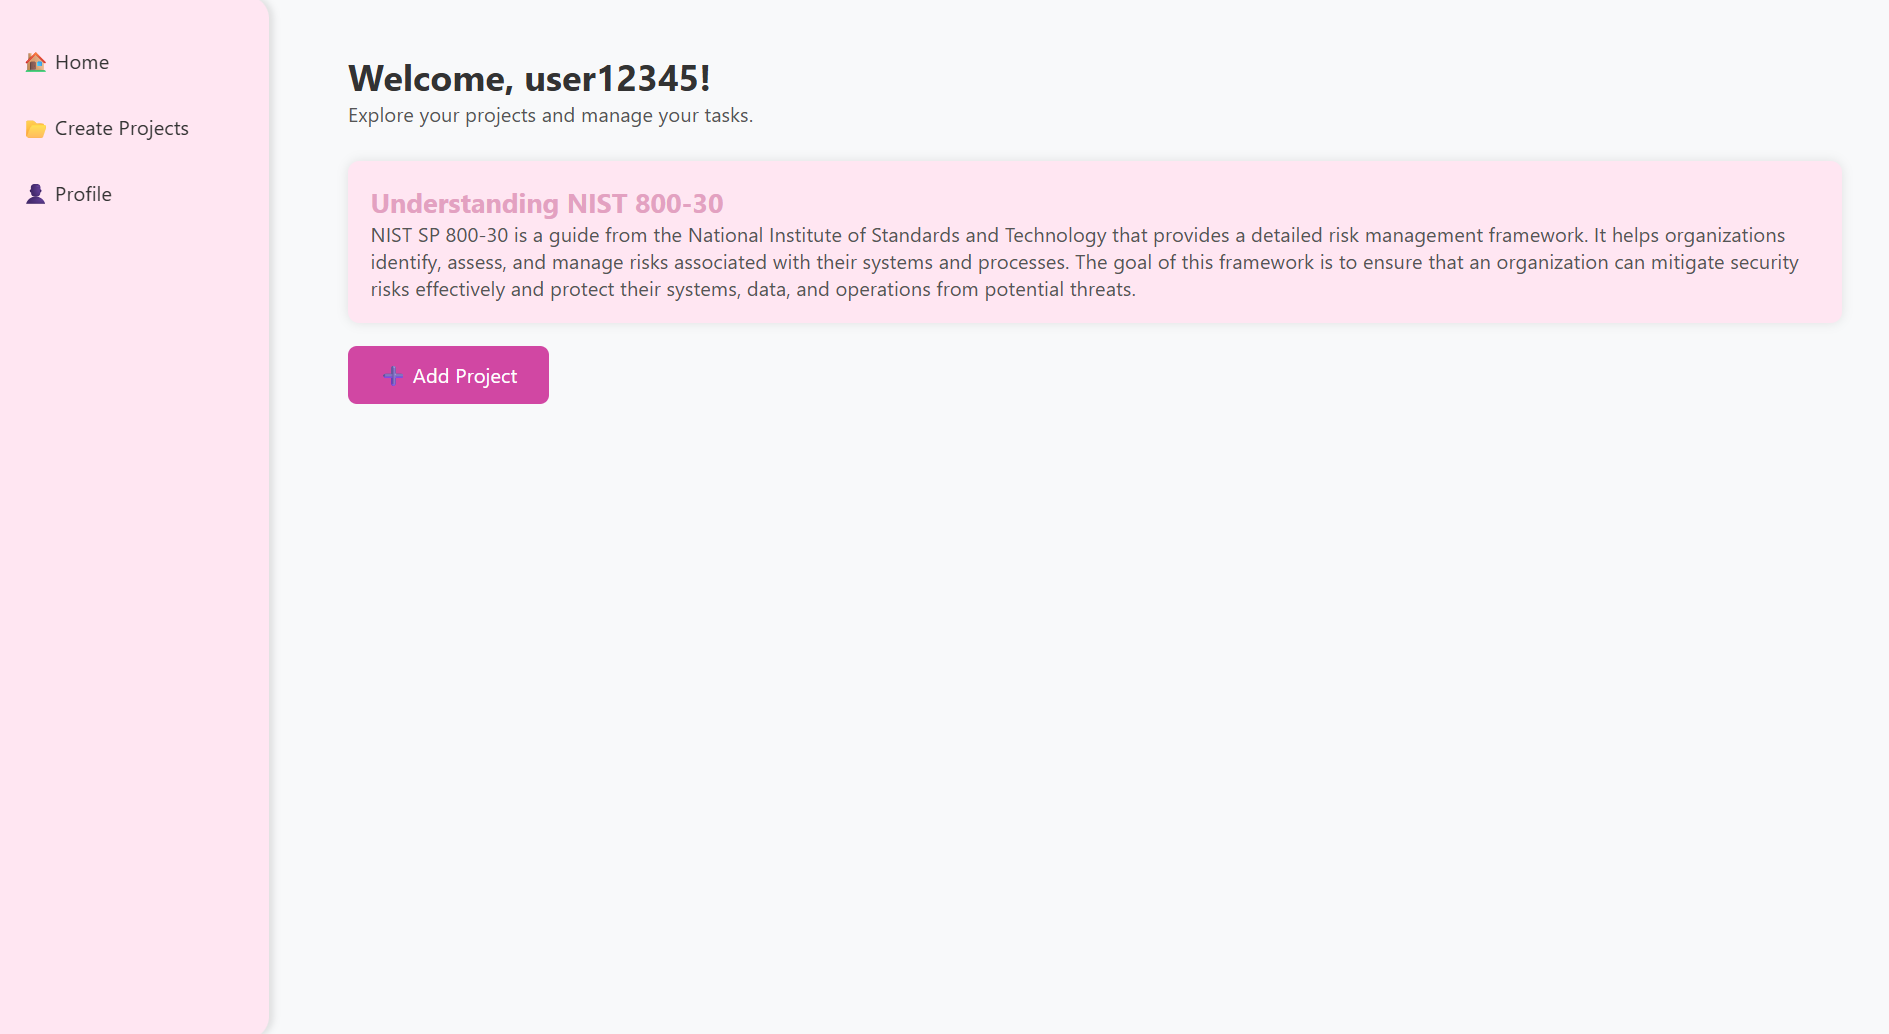 Home
Create Projects
Profile
Welcome, user12345!
Explore your projects and manage your tasks.
Understanding NIST 800-30
NIST SP 800-30 is a guide from the National Institute of Standards and Technology that provides a detailed risk management framework. It helps organizations
identify, assess, and manage risks associated with their systems and processes. The goal of this framework is to ensure that an organization can mitigate security
risks effectively and protect their systems, data, and operations from potential threats.
Add Project